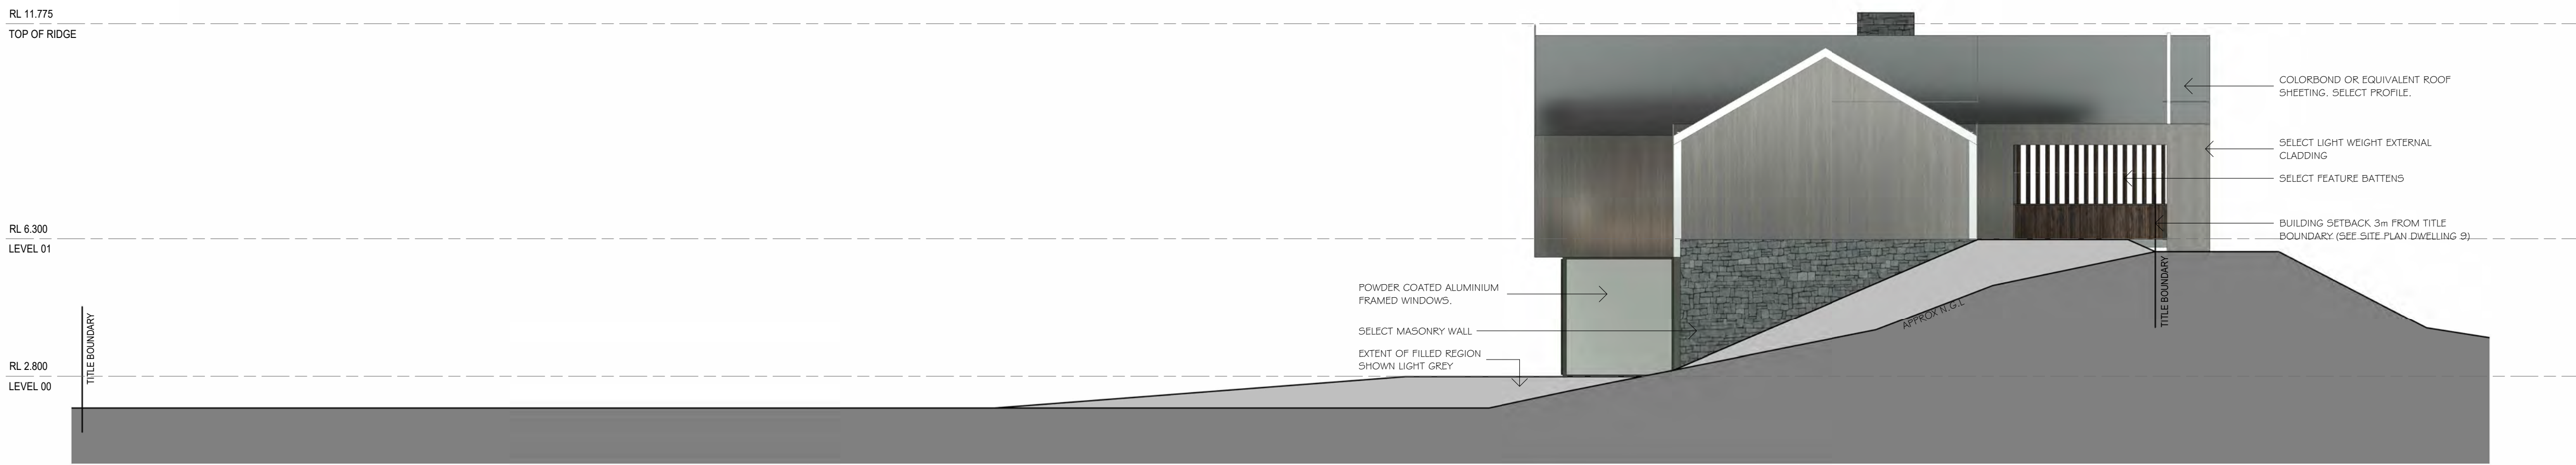 RL 11.775
TOP OF RIDGE
COLORBOND OR EQUIVALENT ROOF
SHEETING. SELECT PROFILE.
SELECT LIGHT WEIGHT EXTERNAL
CLADDING
SELECT FEATURE BATTENS
BUILDING SETBACK 3m FROM TITLE
BOUNDARY (SEE SITE PLAN DWELLING 9)
RL 6.300
LEVEL 01
POWDER COATED ALUMINIUM
FRAMED WINDOWS.
SELECT MASONRY WALL
EXTENT OF FILLED REGION
SHOWN LIGHT GREY
APPROX N.G.L
TITLE BOUNDARY
TITLE BOUNDARY
RL 2.800
LEVEL 00